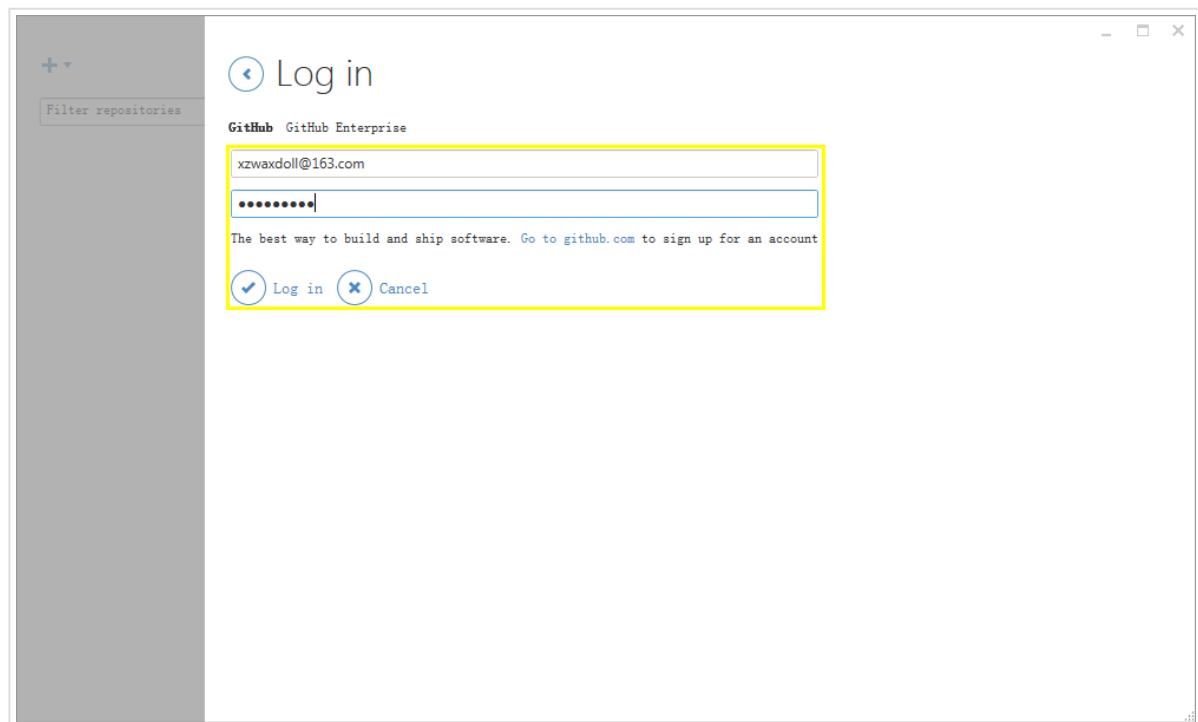 Log in
Filter repositories
GitHub GitHub Enterprise
xzwaxdoll@163.com
●●●●●●●●●
The best way to build and ship software. Go to github.com to sign up for an account
Log in Cancel